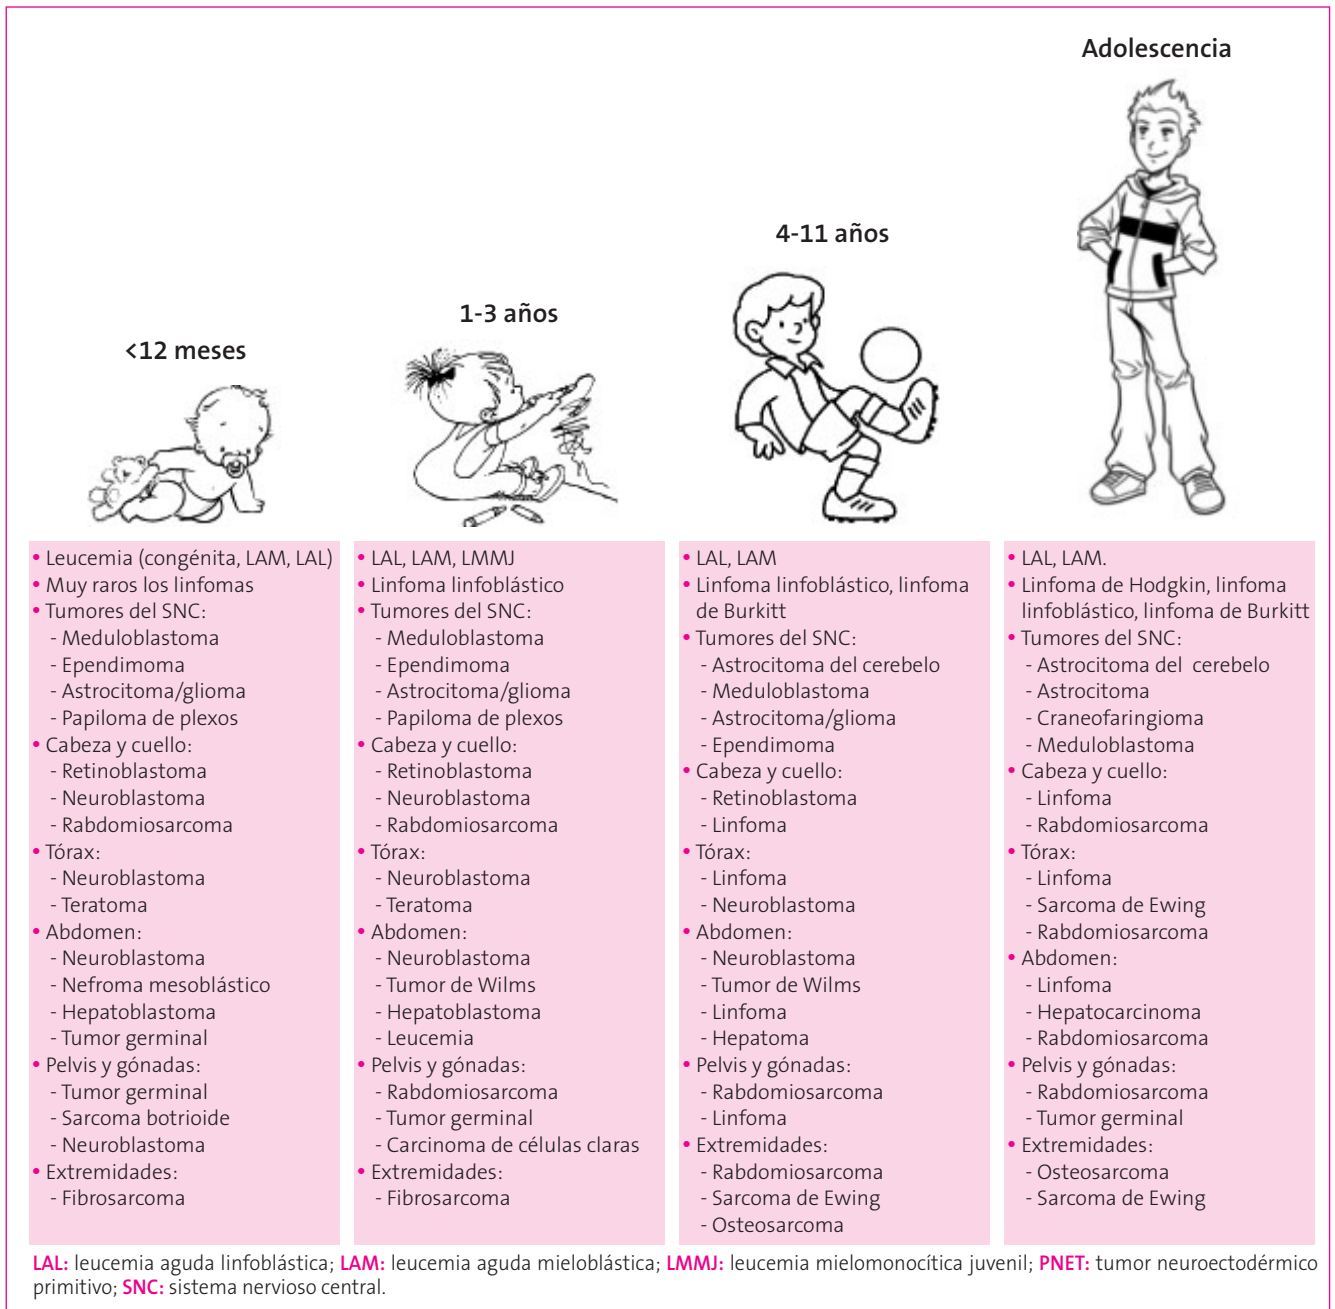 Adolescencia
4-11 años
1-3 años
<12 meses
• Leucemia (congénita, LAM, LAL)
• Muy raros los linfomas
• Tumores del SNC:
- Meduloblastoma
- Ependimoma
- Astrocitoma/glioma
- Papiloma de plexos
• Cabeza y cuello:
- Retinoblastoma
- Neuroblastoma
- Rabdomiosarcoma
• Tórax:
- Neuroblastoma
- Teratoma
• Abdomen:
- Neuroblastoma
- Nefroma mesoblástico
- Hepatoblastoma
- Tumor germinal
• Pelvis y gónadas:
- Tumor germinal
- Sarcoma botrioide
- Neuroblastoma
• Extremidades:
- Fibrosarcoma
• LAL, LAM, LMMJ
• Linfoma linfoblástico
• Tumores del SNC:
- Meduloblastoma
- Ependimoma
- Astrocitoma/glioma
- Papiloma de plexos
• Cabeza y cuello:
- Retinoblastoma
- Neuroblastoma
- Rabdomiosarcoma
• Tórax:
- Neuroblastoma
- Teratoma
• Abdomen:
- Neuroblastoma
- Tumor de Wilms
- Hepatoblastoma
- Leucemia
• Pelvis y gónadas:
- Rabdomiosarcoma
- Tumor germinal
- Carcinoma de células claras
• Extremidades:
- Fibrosarcoma
• LAL, LAM
• Linfoma linfoblástico, linfoma
de Burkitt
• Tumores del SNC:
- Astrocitoma del cerebelo
- Meduloblastoma
- Astrocitoma/glioma
- Ependimoma
• Cabeza y cuello:
- Retinoblastoma
- Linfoma
• Tórax:
- Linfoma
- Neuroblastoma
• Abdomen:
- Neuroblastoma
- Tumor de Wilms
- Linfoma
- Hepatoma
• Pelvis y gónadas:
- Rabdomiosarcoma
- Linfoma
• Extremidades:
- Rabdomiosarcoma
- Sarcoma de Ewing
- Osteosarcoma
• LAL, LAM.
• Linfoma de Hodgkin, linfoma
linfoblástico, linfoma de Burkitt
• Tumores del SNC:
- Astrocitoma del cerebelo
- Astrocitoma
- Craneofaringioma
- Meduloblastoma
• Cabeza y cuello:
- Linfoma
- Rabdomiosarcoma
• Tórax:
- Linfoma
- Sarcoma de Ewing
- Rabdomiosarcoma
• Abdomen:
- Linfoma
- Hepatocarcinoma
- Rabdomiosarcoma
• Pelvis y gónadas:
- Rabdomiosarcoma
- Tumor germinal
• Extremidades:
- Osteosarcoma
- Sarcoma de Ewing
LAL: leucemia aguda linfoblástica; LAM: leucemia aguda mieloblástica; LMMJ: leucemia mielomonocítica juvenil; PNET: tumor neuroectodérmico
primitivo; SNC: sistema nervioso central.